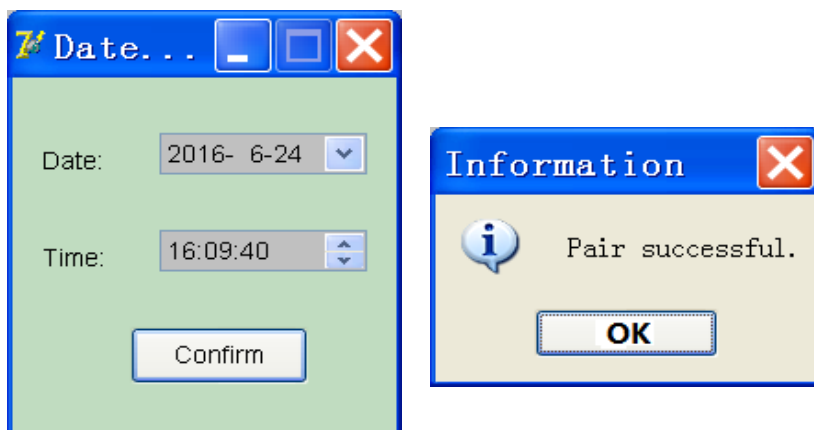 Date...
Date: 2016- 6-24
Time: 16:09:40
Confirm
Information
Pair successful.
OK